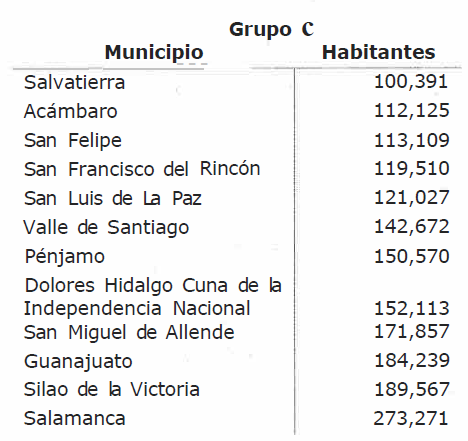 Grupo C
Municipio Habitantes
Salvatierra 100,391
Acámbaro 112,125
San Felipe 113,109
San Francisco del Rincón 119,510
San Luis de La Paz 121,027
Valle de Santiago 142,672
Pénjamo 150,570
Dolores Hidalgo Cuna de la
Independencia Nacional 152,113
San Miguel de Allende 171,857
Guanajuato 184,239
Silao de la Victoria 189,567
Salamanca 273,271